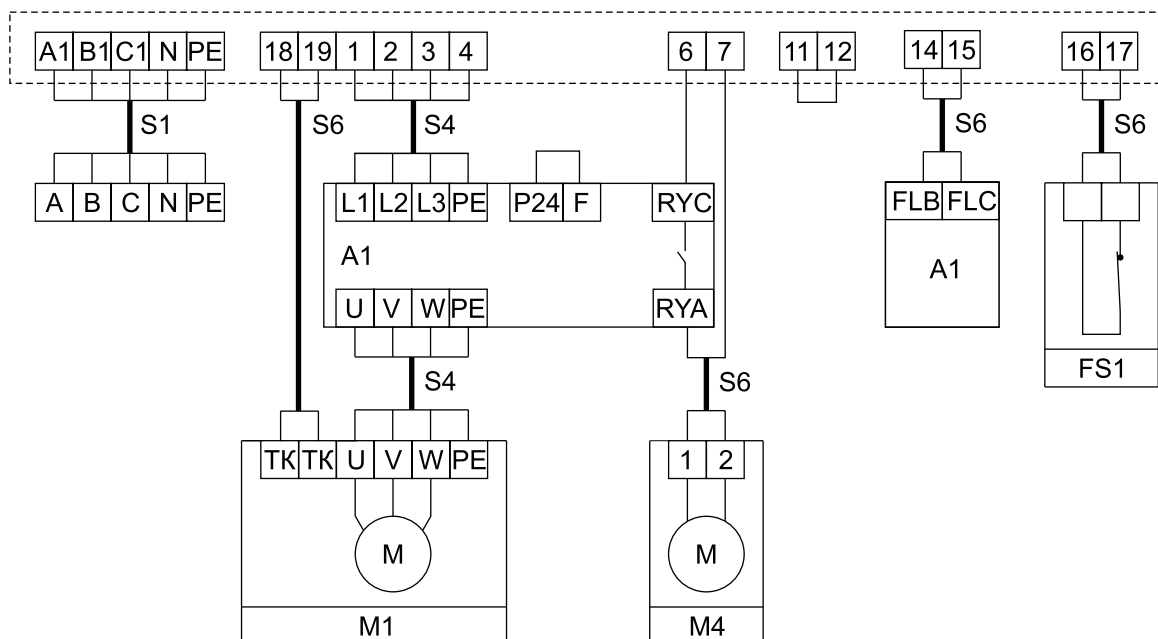 A1 B1 C1 N PE 18 19 1 2 3 4 6 7 11 12 14 15 16 17
S1 S6 S4 S6 S6
A B C N PE L1 L2 L3 PE P24 F RYC FLB FLC
A1 A1
U V W PE RYA
FS1
S4 S6
ТК ТК U V W PE 1 2
M M
M1 M4